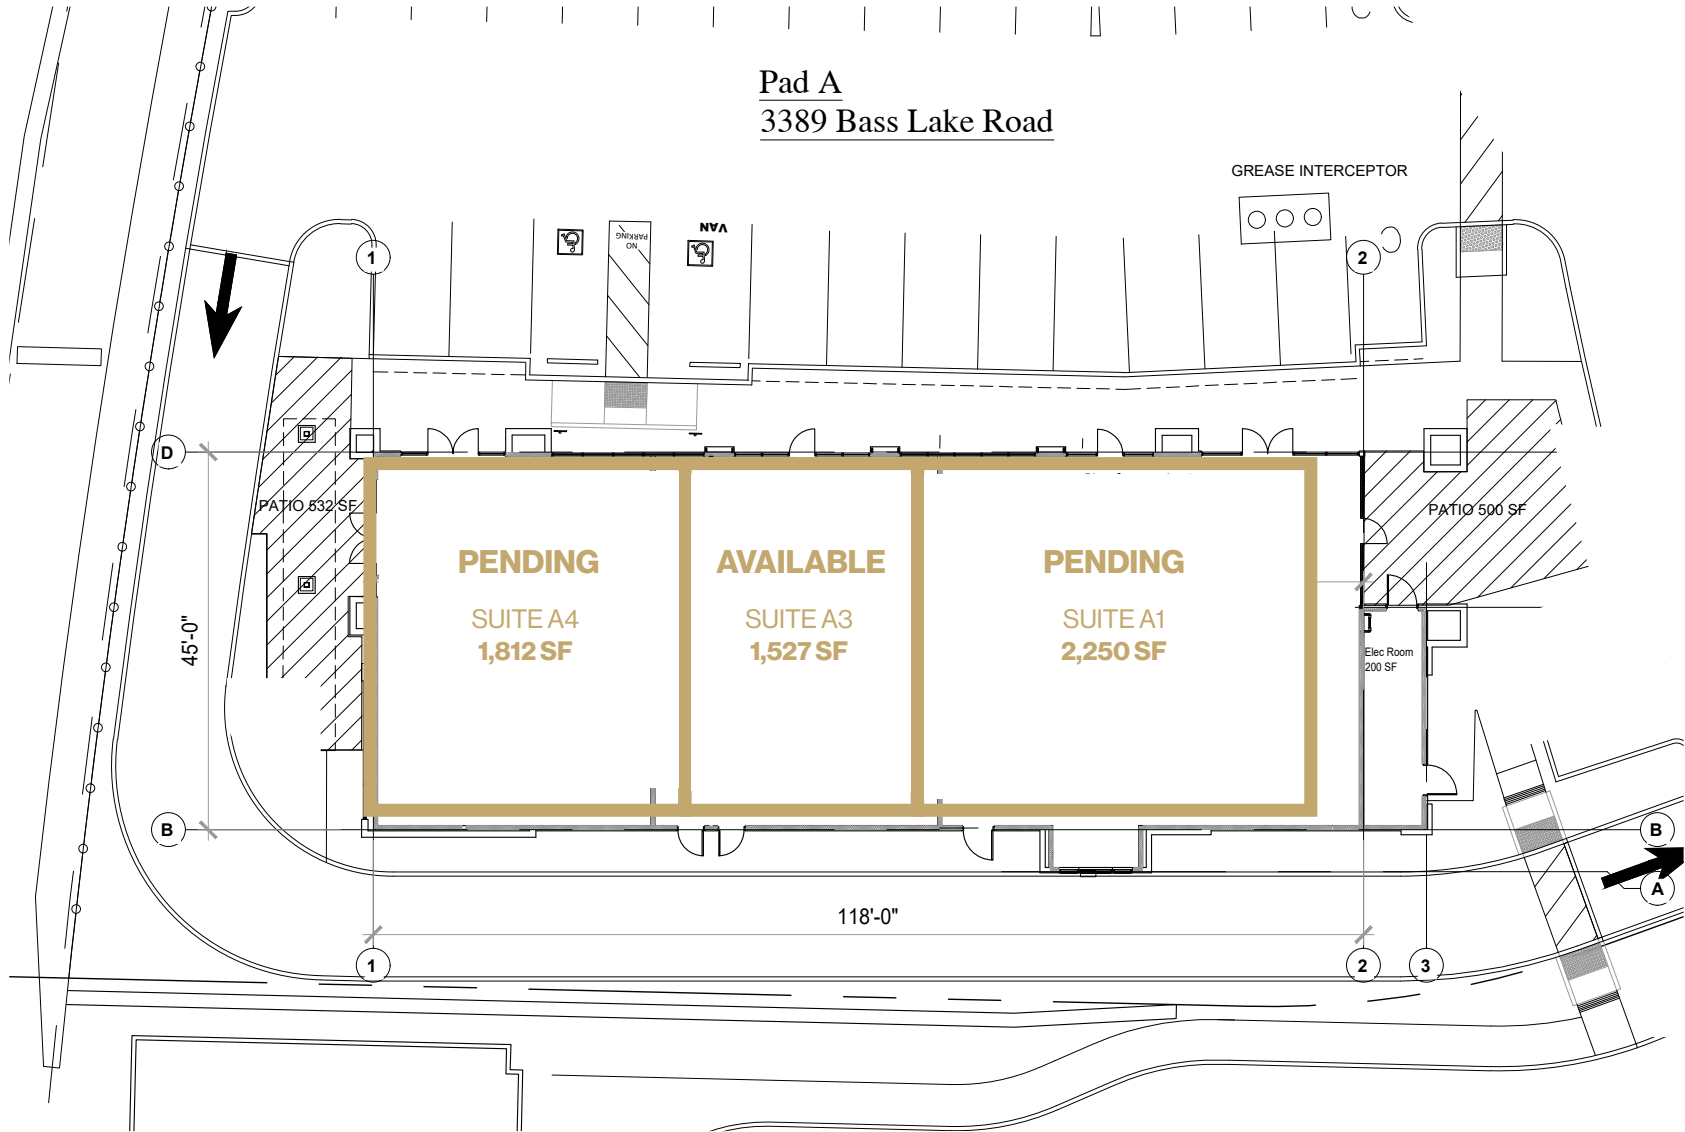 Pad A
3389 Bass Lake Road
GREASE INTERCEPTOR
VAN
NO
PARKING
1
2
D
PATIO 532 SF
PATIO 500 SF
PENDING
SUITE A4
1,812 SF
AVAILABLE
SUITE A3
1,527 SF
PENDING
SUITE A1
2,250 SF
45'-0"
Elec Room
200 SF
B
B
A
118'-0"
1
2
3